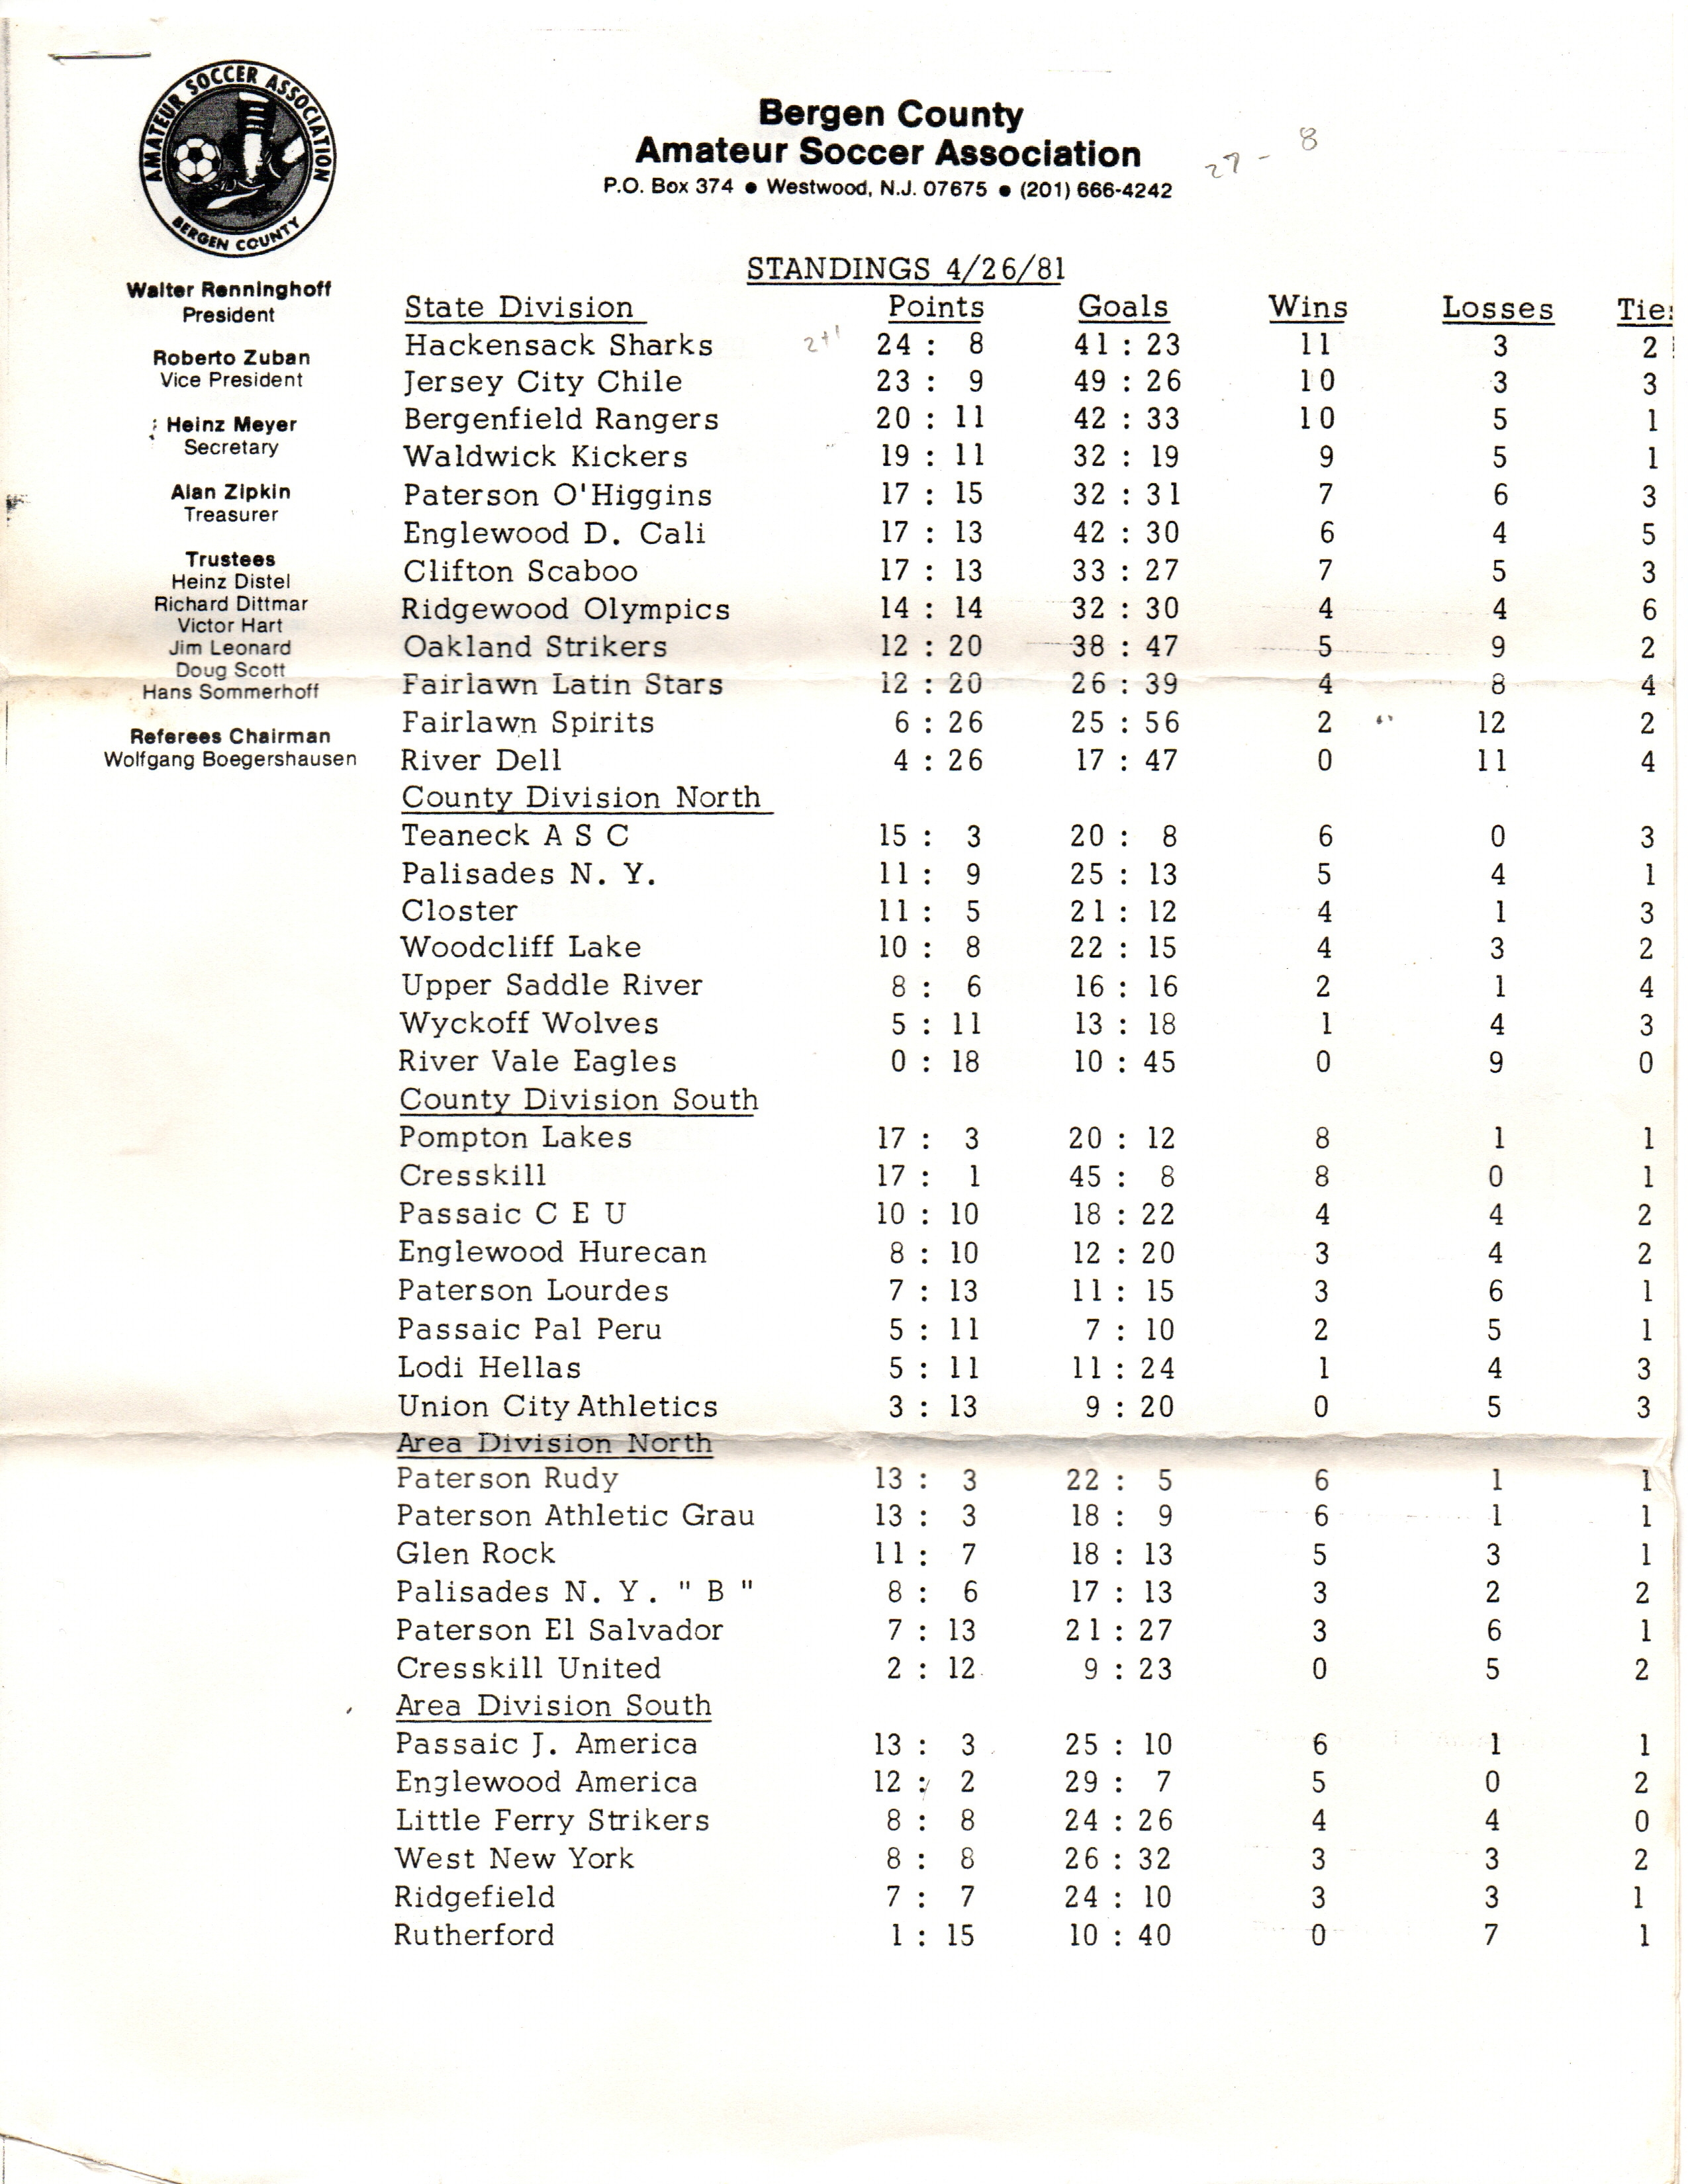 AMATEUR SOCCER ASSOCIATION
BERGEN COUNTY
Bergen County
Amateur Soccer Association
P.O. Box 374 ● Westwood, N.J. 07675 ● (201) 666-4242
27 - 8
Walter Renninghoff
President
Roberto Zuban
Vice President
Heinz Meyer
Secretary
Alan Zipkin
Treasurer
Trustees
Heinz Distel
Richard Dittmar
Victor Hart
Jim Leonard
Doug Scott
Hans Sommerhoff
Referees Chairman
Wolfgang Boegershausen
STANDINGS 4/26/81
State Division Points Goals Wins Losses Ties
Hackensack Sharks 24 : 8 41 : 23 11 3 2
Jersey City Chile 23 : 9 49 : 26 10 3 3
Bergenfield Rangers 20 : 11 42 : 33 10 5 1
Waldwick Kickers 19 : 11 32 : 19 9 5 1
Paterson O'Higgins 17 : 15 32 : 31 7 6 3
Englewood D. Cali 17 : 13 42 : 30 6 4 5
Clifton Scaboo 17 : 13 33 : 27 7 5 3
Ridgewood Olympics 14 : 14 32 : 30 4 4 6
Oakland Strikers 12 : 20 38 : 47 5 9 2
Fairlawn Latin Stars 12 : 20 26 : 39 4 8 4
Fairlawn Spirits 6 : 26 25 : 56 2 12 2
River Dell 4 : 26 17 : 47 0 11 4
County Division North
Teaneck A S C 15 : 3 20 : 8 6 0 3
Palisades N. Y. 11 : 9 25 : 13 5 4 1
Closter 11 : 5 21 : 12 4 1 3
Woodcliff Lake 10 : 8 22 : 15 4 3 2
Upper Saddle River 8 : 6 16 : 16 2 1 4
Wyckoff Wolves 5 : 11 13 : 18 1 4 3
River Vale Eagles 0 : 18 10 : 45 0 9 0
County Division South
Pompton Lakes 17 : 3 20 : 12 8 1 1
Cresskill 17 : 1 45 : 8 8 0 1
Passaic C E U 10 : 10 18 : 22 4 4 2
Englewood Hurecan 8 : 10 12 : 20 3 4 2
Paterson Lourdes 7 : 13 11 : 15 3 6 1
Passaic Pal Peru 5 : 11 7 : 10 2 5 1
Lodi Hellas 5 : 11 11 : 24 1 4 3
Union City Athletics 3 : 13 9 : 20 0 5 3
Area Division North
Paterson Rudy 13 : 3 22 : 5 6 1 1
Paterson Athletic Grau 13 : 3 18 : 9 6 1 1
Glen Rock 11 : 7 18 : 13 5 3 1
Palisades N. Y. " B " 8 : 6 17 : 13 3 2 2
Paterson El Salvador 7 : 13 21 : 27 3 6 1
Cresskill United 2 : 12 9 : 23 0 5 2
Area Division South
Passaic J. America 13 : 3 25 : 10 6 1 1
Englewood America 12 : 2 29 : 7 5 0 2
Little Ferry Strikers 8 : 8 24 : 26 4 4 0
West New York 8 : 8 26 : 32 3 3 2
Ridgefield 7 : 7 24 : 10 3 3 1
Rutherford 1 : 15 10 : 40 0 7 1